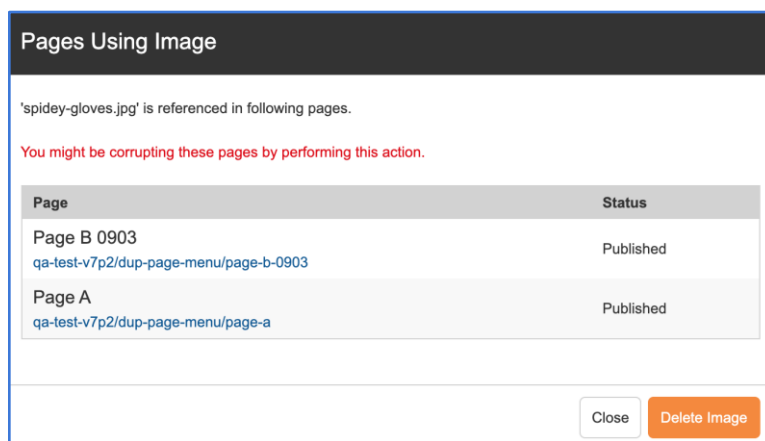 Pages Using Image
'spidey-gloves.jpg' is referenced in following pages.
You might be corrupting these pages by performing this action.
Page Status
Page B 0903
qa-test-v7p2/dup-page-menu/page-b-0903 Published
Page A
qa-test-v7p2/dup-page-menu/page-a Published
Close Delete Image